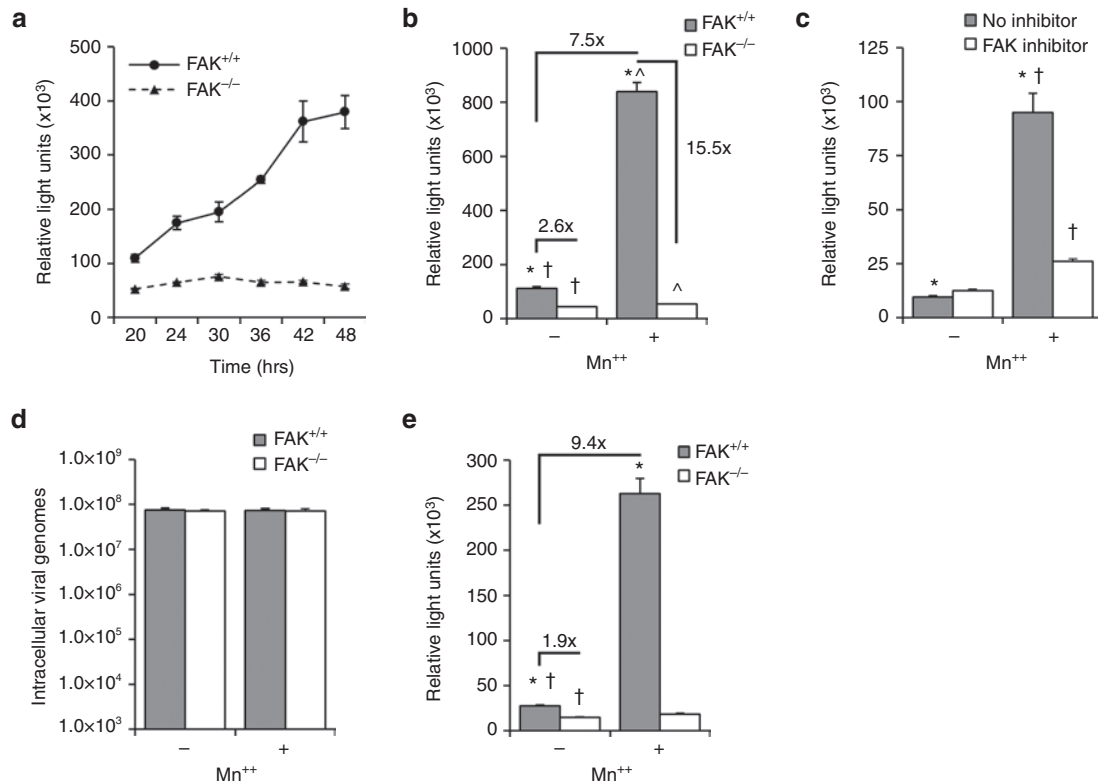 a
FAK+/+
FAK−/−
500
400
300
200
100
0
Relative light units (x10³)
20 24 30 36 42 48
Time (hrs)
b
FAK+/+
FAK−/−
7.5x
1000
800
600
400
200
0
Relative light units (x10³)
*^
15.5x
2.6x
* †
†
^
− +
Mn++
c
No inhibitor
FAK inhibitor
125
100
75
50
25
0
Relative light units (x10³)
* †
†
*
− +
Mn++
d
FAK+/+
FAK−/−
1.0×10⁹
1.0×10⁸
1.0×10⁷
1.0×10⁶
1.0×10⁵
1.0×10⁴
1.0×10³
Intracellular viral genomes
− +
Mn++
e
FAK+/+
FAK−/−
9.4x
300
250
200
150
100
50
0
Relative light units (x10³)
*
1.9x
* †
†
− +
Mn++